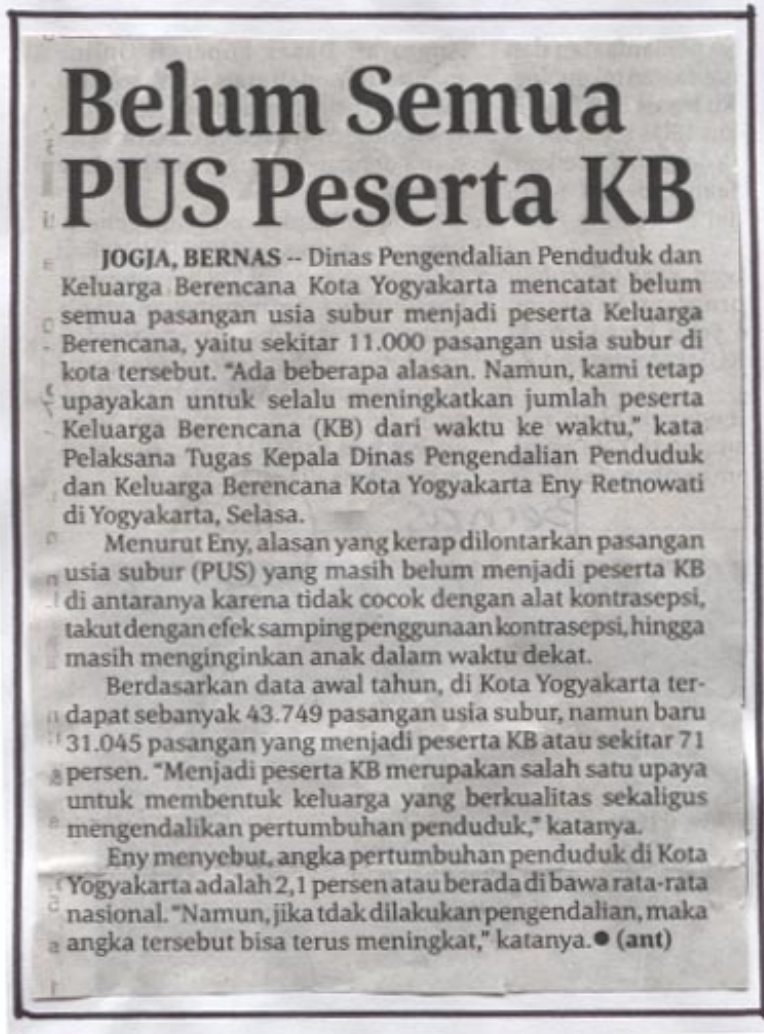 Belum Semua
PUS Peserta KB
JOGJA, BERNAS -- Dinas Pengendalian Penduduk dan
Keluarga Berencana Kota Yogyakarta mencatat belum
semua pasangan usia subur menjadi peserta Keluarga
Berencana, yaitu sekitar 11.000 pasangan usia subur di
kota tersebut. "Ada beberapa alasan. Namun, kami tetap
upayakan untuk selalu meningkatkan jumlah peserta
Keluarga Berencana (KB) dari waktu ke waktu," kata
Pelaksana Tugas Kepala Dinas Pengendalian Penduduk
dan Keluarga Berencana Kota Yogyakarta Eny Retnowati
di Yogyakarta, Selasa.
Menurut Eny, alasan yang kerap dilontarkan pasangan
usia subur (PUS) yang masih belum menjadi peserta KB
di antaranya karena tidak cocok dengan alat kontrasepsi,
takut dengan efek samping penggunaan kontrasepsi, hingga
masih menginginkan anak dalam waktu dekat.
Berdasarkan data awal tahun, di Kota Yogyakarta ter-
dapat sebanyak 43.749 pasangan usia subur, namun baru
31.045 pasangan yang menjadi peserta KB atau sekitar 71
persen. "Menjadi peserta KB merupakan salah satu upaya
untuk membentuk keluarga yang berkualitas sekaligus
mengendalikan pertumbuhan penduduk," katanya.
Eny menyebut, angka pertumbuhan penduduk di Kota
Yogyakarta adalah 2,1 persen atau berada di bawa rata-rata
nasional. "Namun, jika tdak dilakukan pengendalian, maka
angka tersebut bisa terus meningkat," katanya.● (ant)